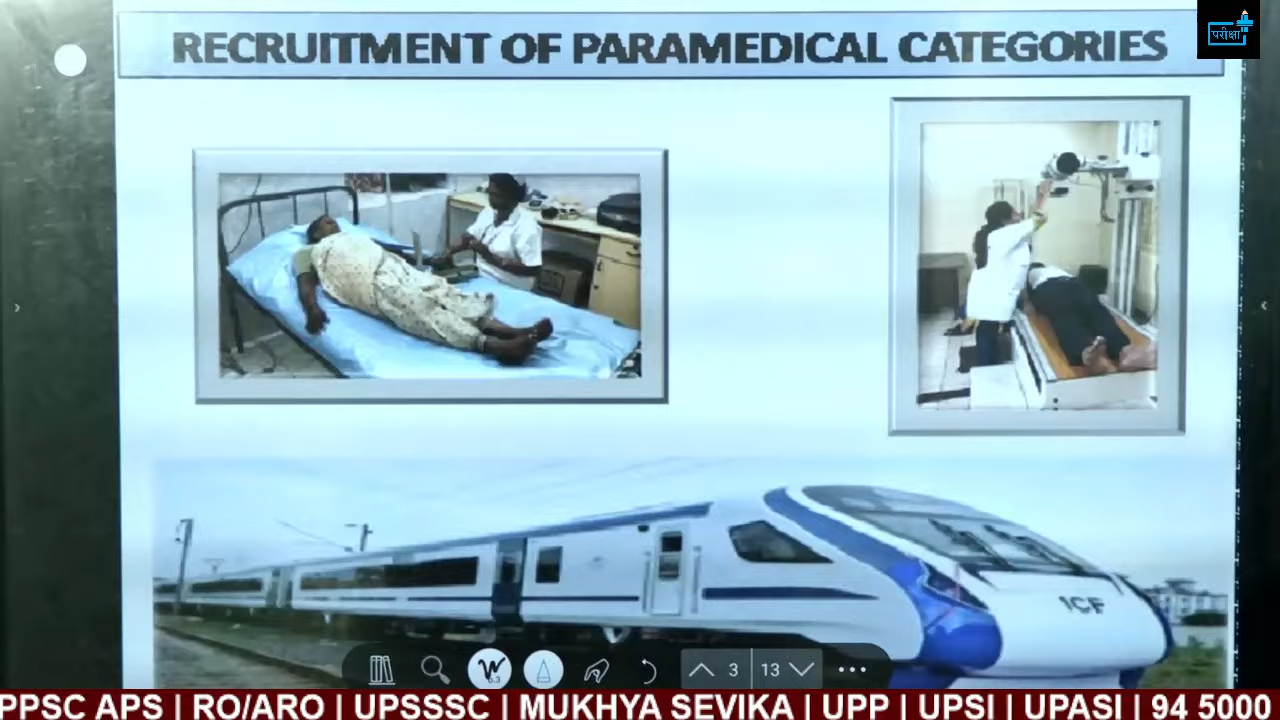 RECRUITMENT OF PARAMEDICAL CATEGORIES
परीक्षा
ICF
3 13
PPSC APS | RO/ARO | UPSSSC | MUKHYA SEVIKA | UPP | UPSI | UPASI | 94 5000